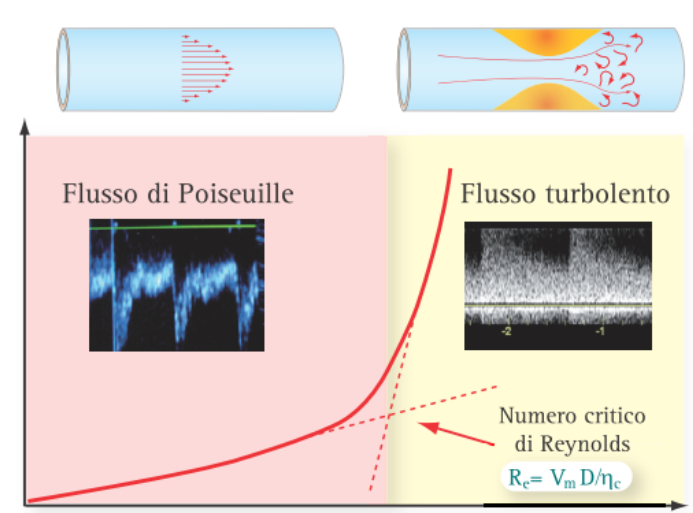 Flusso di Poiseuille
Flusso turbolento
-2 -1
Numero critico
di Reynolds
Re= Vm D/ηc